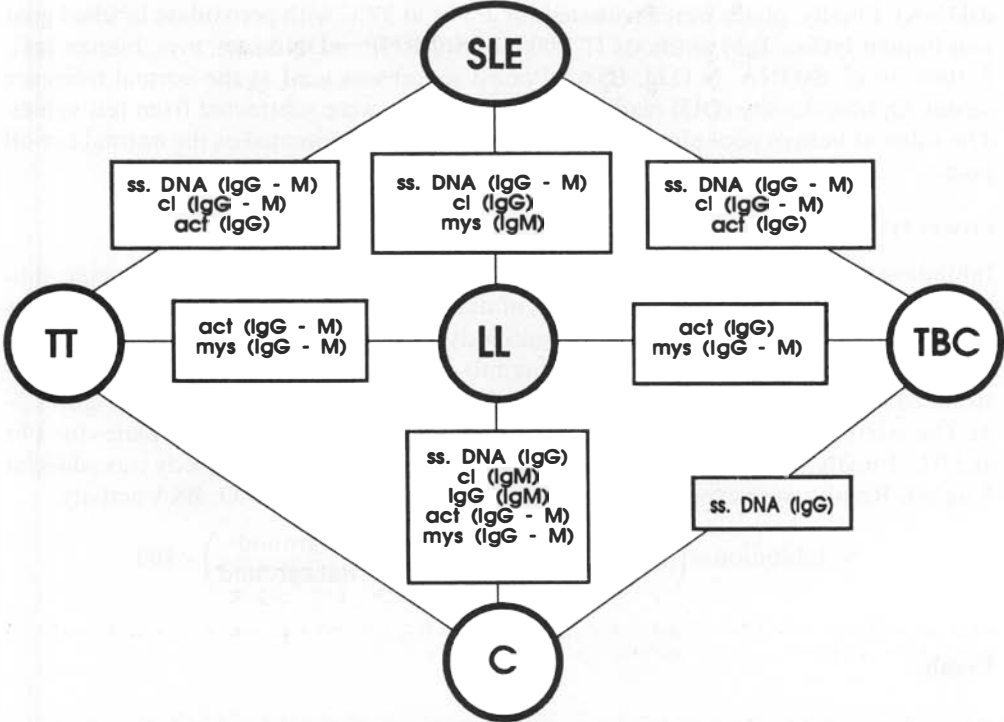 SLE
ss. DNA (IgG - M)
cl (IgG - M)
act (IgG)
ss. DNA (IgG - M)
cl (IgG)
mys (IgM)
ss. DNA (IgG - M)
cl (IgG - M)
act (IgG)
TT
act (IgG - M)
mys (IgG - M)
LL
act (IgG)
mys (IgG - M)
TBC
ss. DNA (IgG)
cl (IgM)
IgG (IgM)
act (IgG - M)
mys (IgG - M)
ss. DNA (IgG)
C